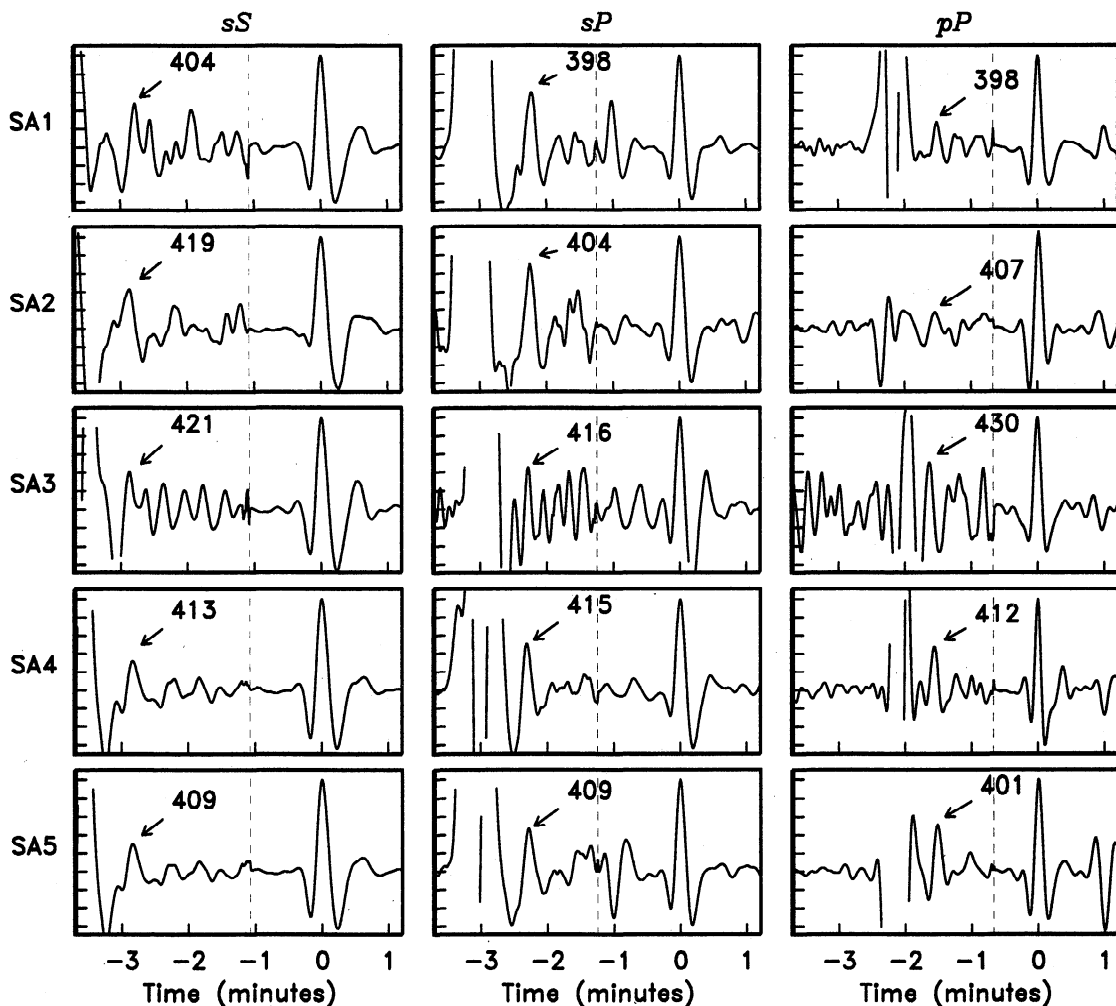 sS sP pP
SA1 404 398 398
SA2 419 404 407
SA3 421 416 430
SA4 413 415 412
SA5 409 409 401
-3 -2 -1 0 1 -3 -2 -1 0 1 -3 -2 -1 0 1
Time (minutes) Time (minutes) Time (minutes)